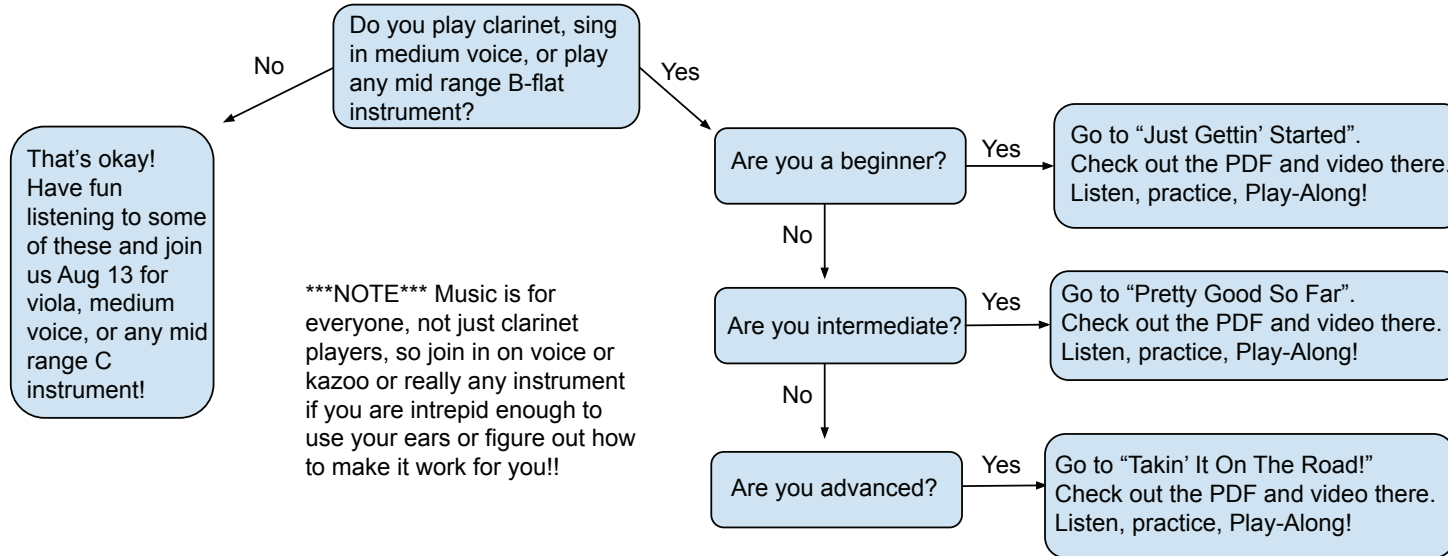 Do you play clarinet, sing
in medium voice, or play
any mid range B-flat
instrument?
No
Yes
That’s okay!
Have fun
listening to some
of these and join
us Aug 13 for
viola, medium
voice, or any mid
range C
instrument!
Are you a beginner?
Yes
Go to “Just Gettin’ Started”.
Check out the PDF and video there.
Listen, practice, Play-Along!
No
***NOTE*** Music is for
everyone, not just clarinet
players, so join in on voice or
kazoo or really any instrument
if you are intrepid enough to
use your ears or figure out how
to make it work for you!!
Are you intermediate?
Yes
Go to “Pretty Good So Far”.
Check out the PDF and video there.
Listen, practice, Play-Along!
No
Are you advanced?
Yes
Go to “Takin’ It On The Road!”
Check out the PDF and video there.
Listen, practice, Play-Along!